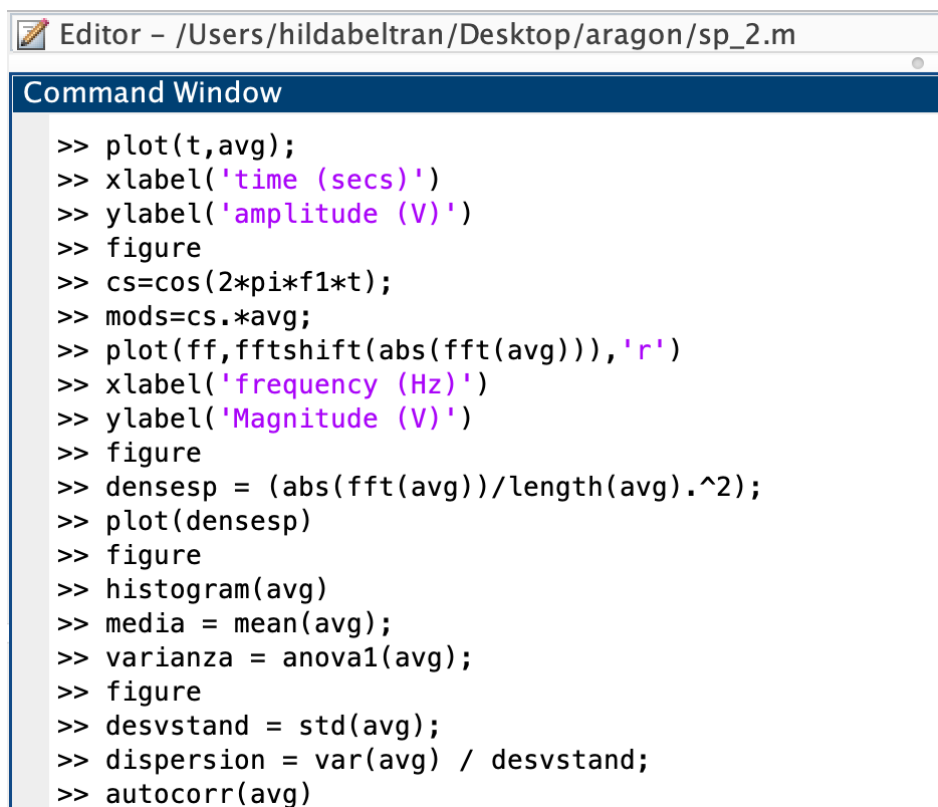 Editor – /Users/hildabeltran/Desktop/aragon/sp_2.m
Command Window
>> plot(t,avg);
>> xlabel('time (secs)')
>> ylabel('amplitude (V)')
>> figure
>> cs=cos(2*pi*f1*t);
>> mods=cs.*avg;
>> plot(ff,fftshift(abs(fft(avg))),'r')
>> xlabel('frequency (Hz)')
>> ylabel('Magnitude (V)')
>> figure
>> densesp = (abs(fft(avg))/length(avg).^2);
>> plot(densesp)
>> figure
>> histogram(avg)
>> media = mean(avg);
>> varianza = anova1(avg);
>> figure
>> desvstand = std(avg);
>> dispersion = var(avg) / desvstand;
>> autocorr(avg)